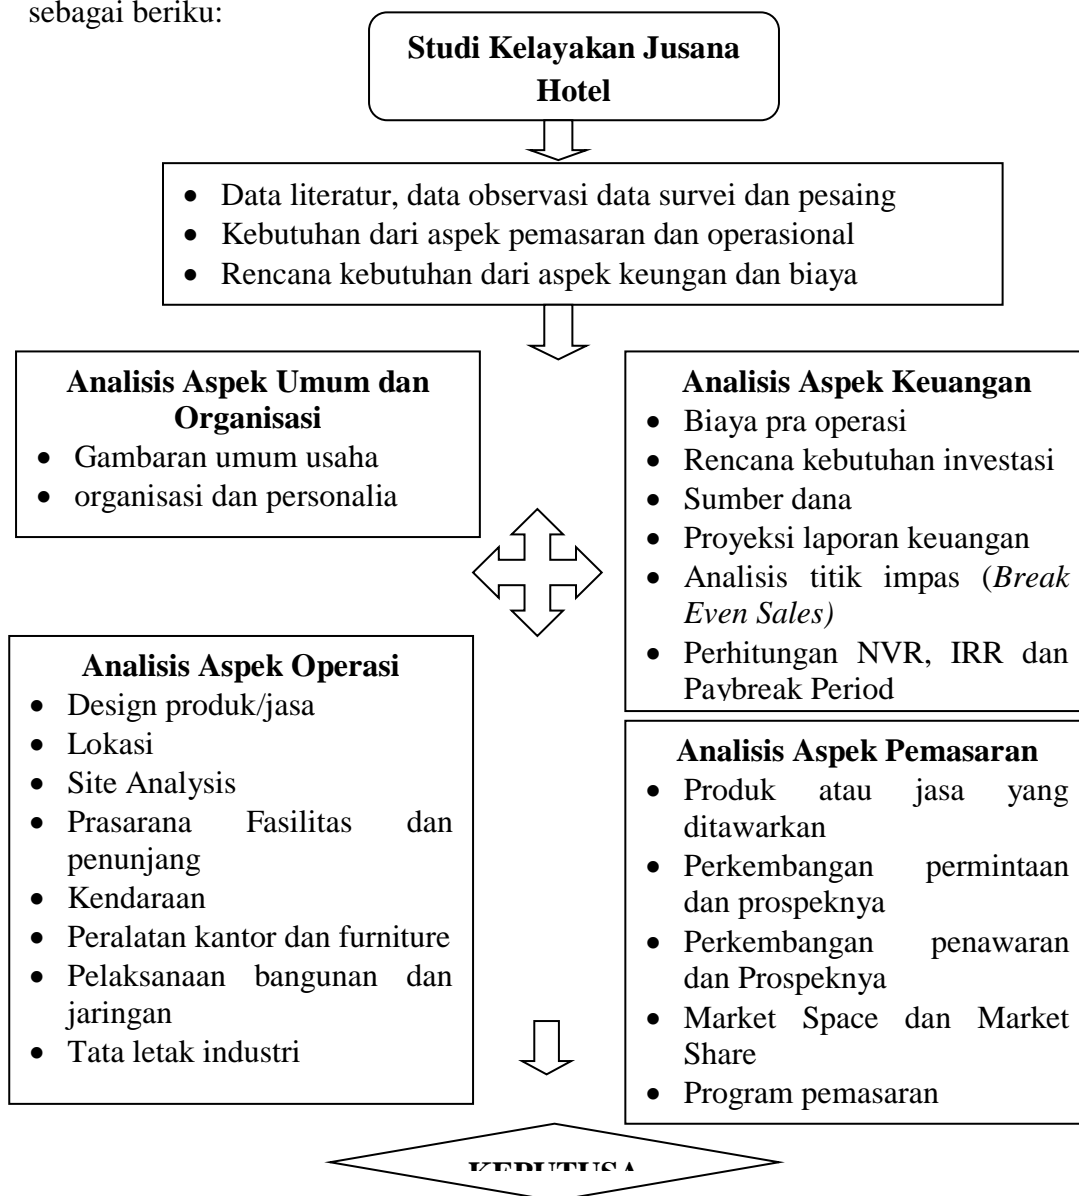 sebagai beriku:
Studi Kelayakan Jusana
Hotel
• Data literatur, data observasi data survei dan pesaing
• Kebutuhan dari aspek pemasaran dan operasional
• Rencana kebutuhan dari aspek keungan dan biaya
Analisis Aspek Umum dan
Organisasi
• Gambaran umum usaha
• organisasi dan personalia
Analisis Aspek Keuangan
• Biaya pra operasi
• Rencana kebutuhan investasi
• Sumber dana
• Proyeksi laporan keuangan
• Analisis titik impas (Break
Even Sales)
• Perhitungan NVR, IRR dan
Paybreak Period
Analisis Aspek Operasi
• Design produk/jasa
• Lokasi
• Site Analysis
• Prasarana Fasilitas dan
penunjang
• Kendaraan
• Peralatan kantor dan furniture
• Pelaksanaan bangunan dan
jaringan
• Tata letak industri
Analisis Aspek Pemasaran
• Produk atau jasa yang
ditawarkan
• Perkembangan permintaan
dan prospeknya
• Perkembangan penawaran
dan Prospeknya
• Market Space dan Market
Share
• Program pemasaran
KEPUTUSA